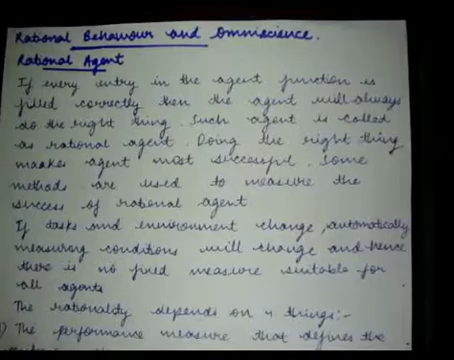 Rational Behaviour and Omniscience.
Rational Agent
If every entry in the agent function is
filled correctly then the agent will always
do the right thing. Such agent is called
as rational agent. Doing the right thing
makes agent most successful. Some
methods are used to measure the
success of rational agent
If tasks and environment change, automatically
measuring conditions will change and hence
there is no fixed measure suitable for
all agents
The rationality depends on 4 things:-
1) The performance measure that defines the